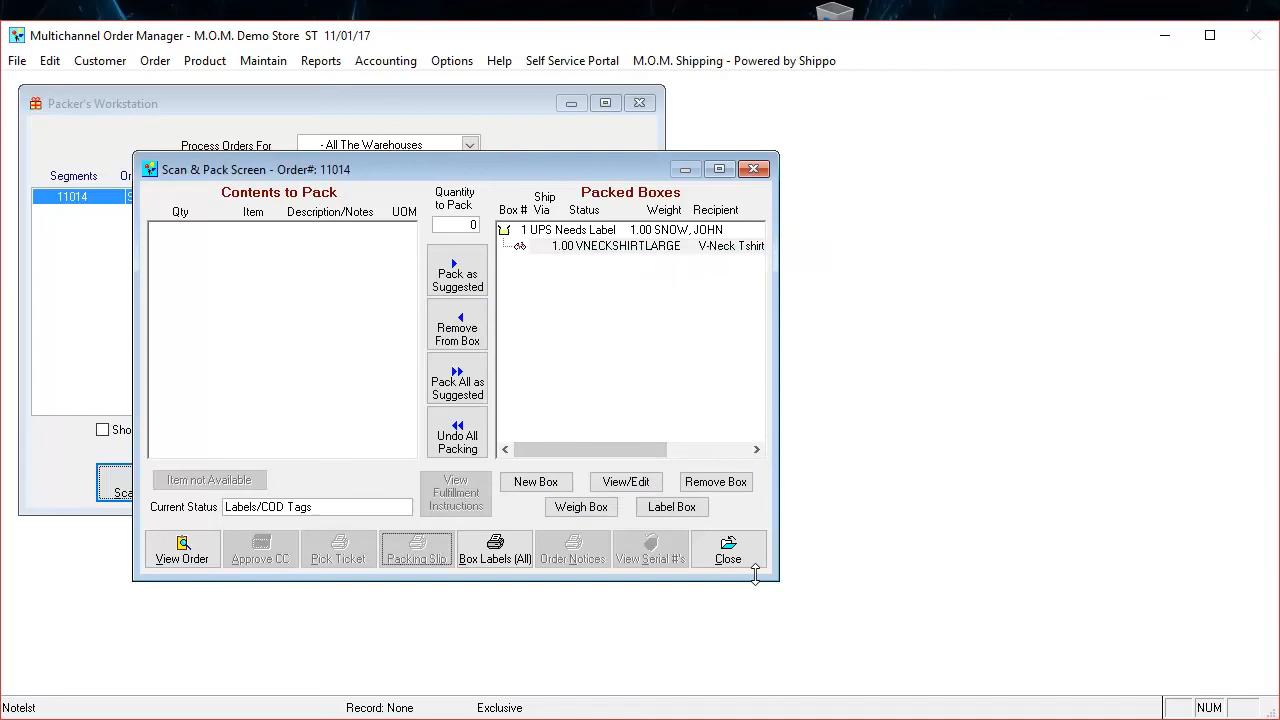 Multichannel Order Manager - M.O.M. Demo Store ST 11/01/17
File Edit Customer Order Product Maintain Reports Accounting Options Help Self Service Portal M.O.M. Shipping - Powered by Shippo
Packer's Workstation
Process Orders For - All The Warehouses
Segments
11014
Scan & Pack Screen - Order#: 11014
Contents to Pack
Qty Item Description/Notes UOM
Quantity
to Pack
0
Packed Boxes
Box # Ship Via Status Weight Recipient
1 UPS Needs Label 1.00 SNOW, JOHN
1.00 VNECKSHIRTLARGE V-Neck Tshirt
Pack as
Suggested
Remove
From Box
Pack All as
Suggested
Undo All
Packing
Item not Available
View
Fulfillment
Instructions
New Box View/Edit Remove Box
Current Status Labels/COD Tags
Weigh Box Label Box
View Order Approve CC Pick Ticket Packing Slip Box Labels (All) Order Notices View Serial #'s Close
Notelst Record: None Exclusive NUM